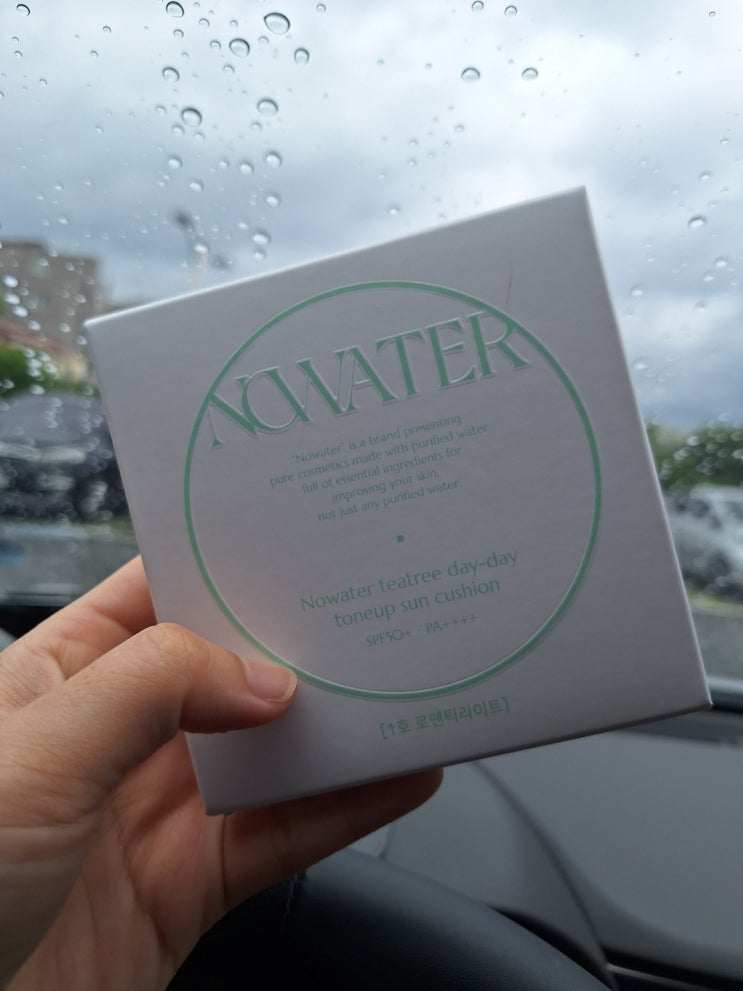 NOWATER
"Nowater" is a brand presenting
pure cosmetics made with purified water
full of essential ingredients for
improving your skin,
not just any purified water
Nowater teatree day-day
toneup sun cushion
SPF50+ · PA++++
[1호 로맨틱라이트]